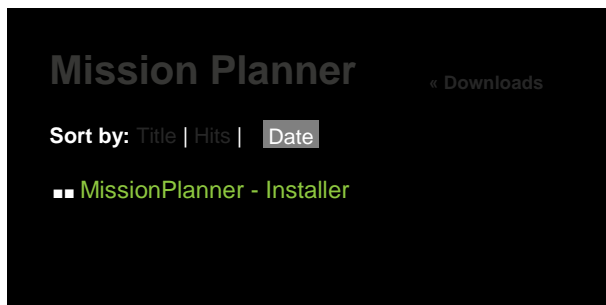 Mission Planner
« Downloads
Sort by: Title | Hits | Date
MissionPlanner - Installer